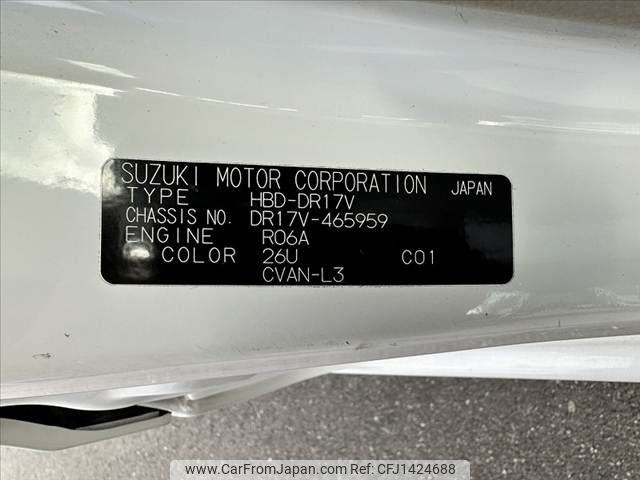 SUZUKI MOTOR CORPORATION JAPAN
TYPE HBD-DR17V
CHASSIS NO. DR17V-465959
ENGINE R06A
COLOR 26U C01
CVAN-L3
www.CarFromJapan.com | Ref No. CFJ1424688